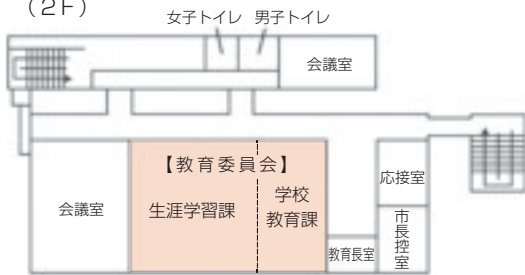 (2F)
女子トイレ 男子トイレ
会議室
【教育委員会】
会議室
生涯学習課
学校
教育課
応接室
市長控室
教育長室